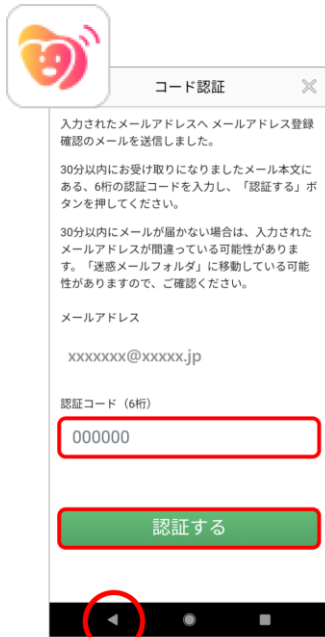 コード認証
入力されたメールアドレスへ メールアドレス登録
確認のメールを送信しました。
30分以内にお受け取りになりましたメール本文に
ある、6桁の認証コードを入力し、「認証する」ボ
タンを押してください。
30分以内にメールが届かない場合は、入力された
メールアドレスが間違っている可能性がありま
す。「迷惑メールフォルダ」に移動している可能
性がありますので、ご確認ください。
メールアドレス
xxxxxxx@xxxxx.jp
認証コード（6桁）
000000
認証する